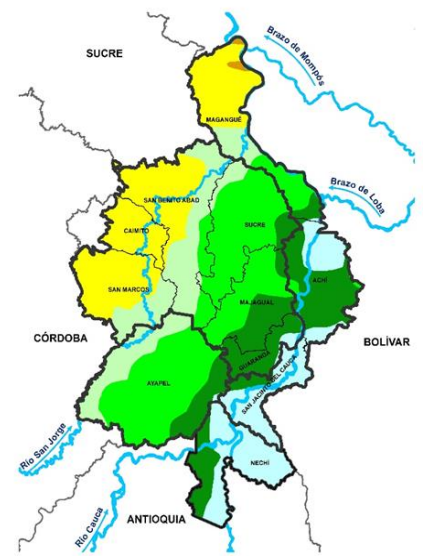 SUCRE
Brazo de Mompós
MAGANGUÉ
Brazo de Loba
SAN BENITO ABAD
SUCRE
CAIMITO
ACHÍ
SAN MARCOS
MAJAGUAL
CÓRDOBA
BOLÍVAR
GUARANDA
AYAPEL
SAN JACINTO DEL CAUCA
Río San Jorge
NECHÍ
Río Cauca
ANTIOQUIA